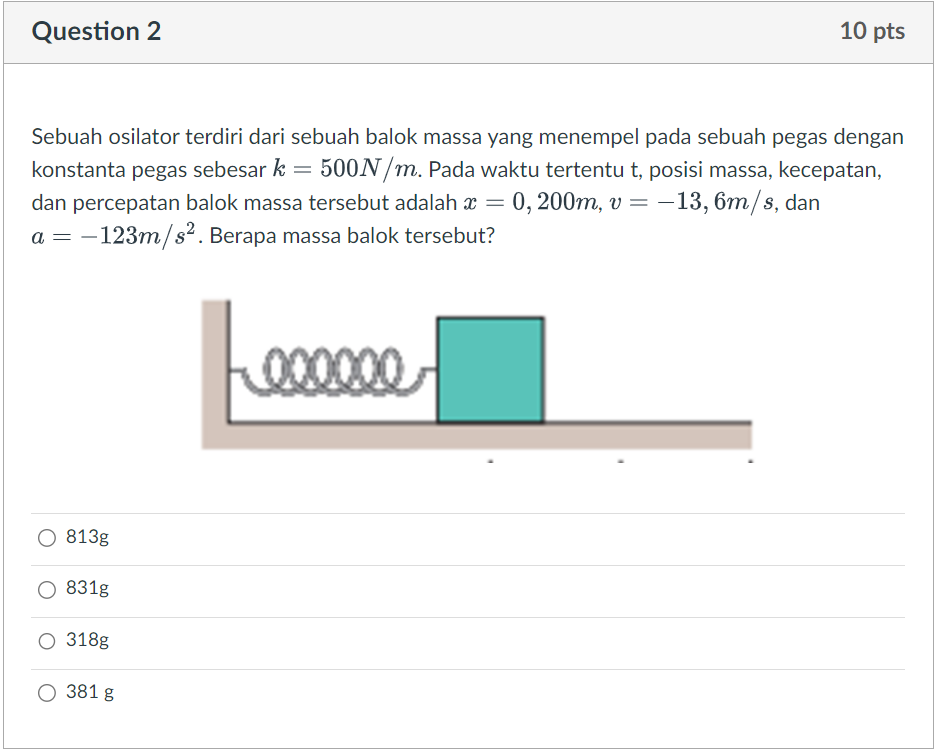 Question 2
10 pts
Sebuah osilator terdiri dari sebuah balok massa yang menempel pada sebuah pegas dengan
konstanta pegas sebesar k = 500N/m. Pada waktu tertentu t, posisi massa, kecepatan,
dan percepatan balok massa tersebut adalah x = 0, 200m, v = −13, 6m/s, dan
a = −123m/s². Berapa massa balok tersebut?
813g
831g
318g
381 g